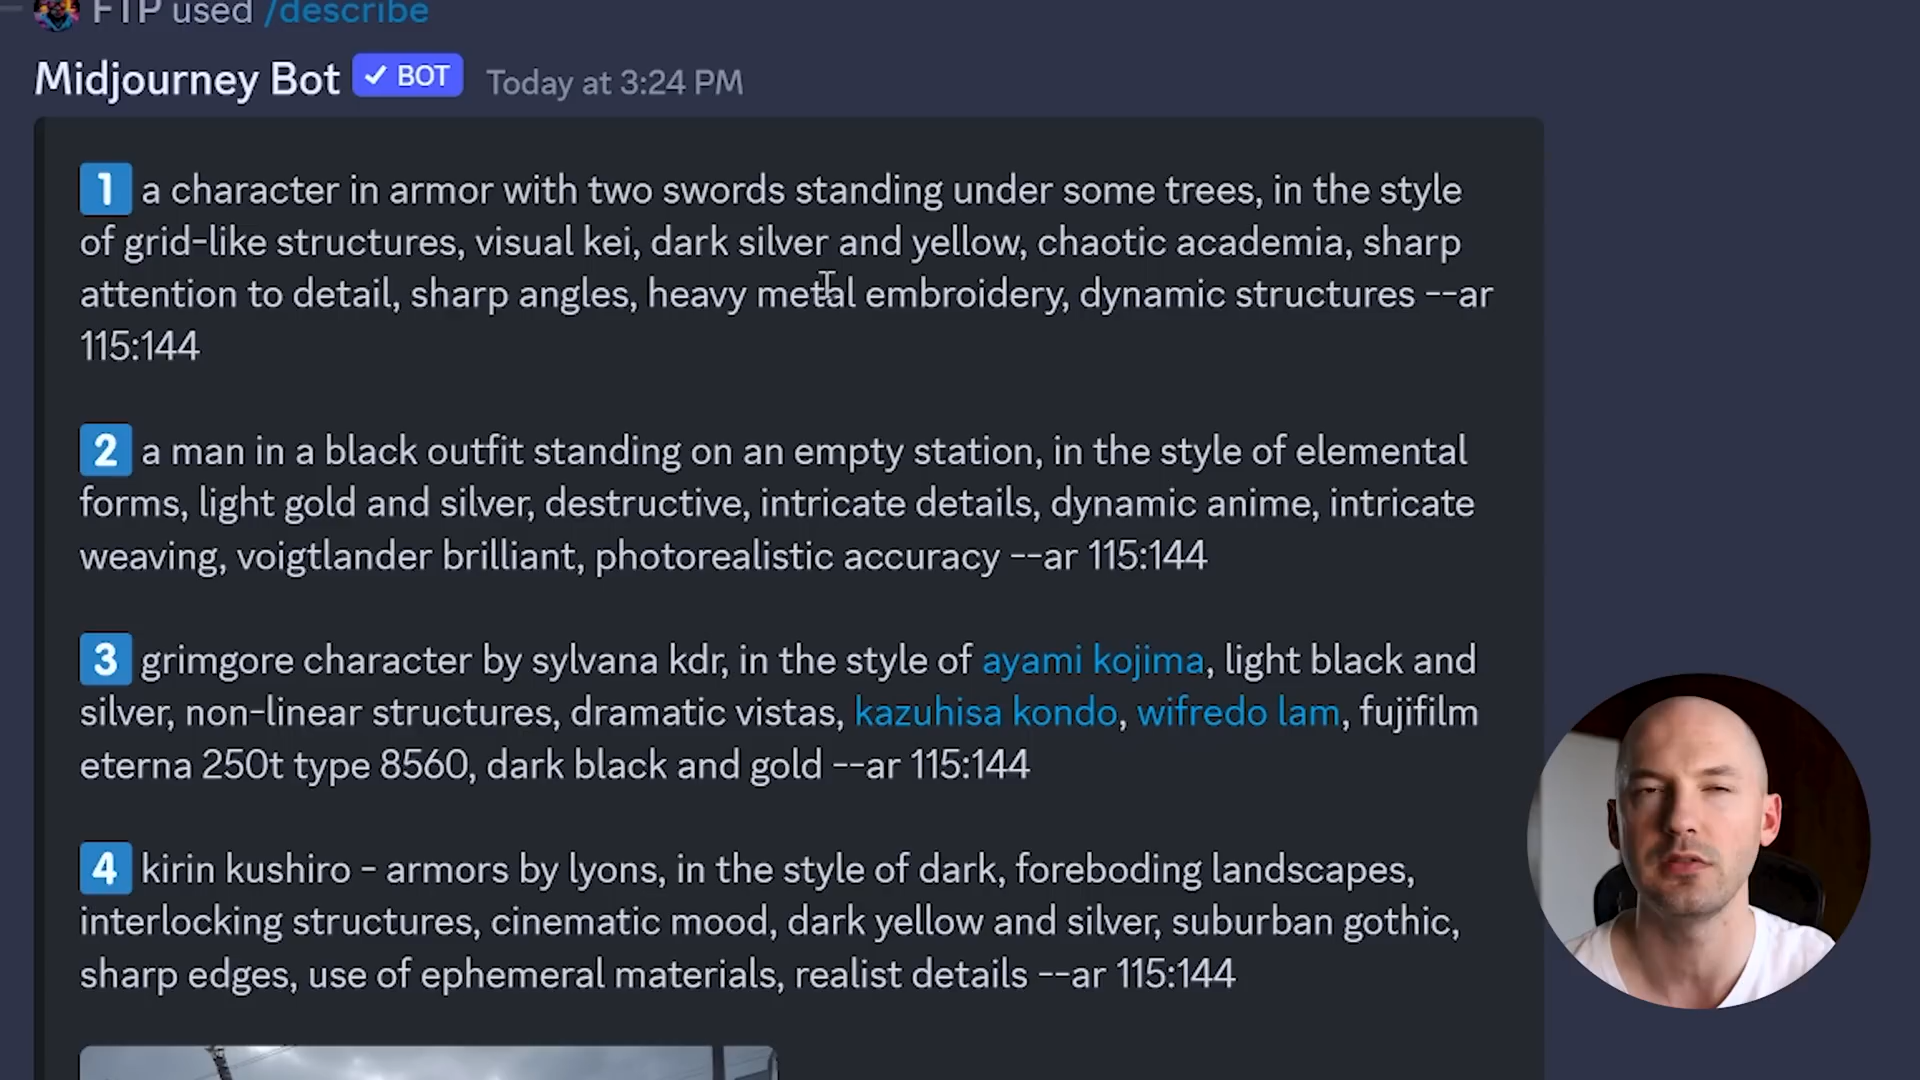 FTP used /describe
Midjourney Bot ✓ BOT Today at 3:24 PM
1 a character in armor with two swords standing under some trees, in the style
of grid-like structures, visual kei, dark silver and yellow, chaotic academia, sharp
attention to detail, sharp angles, heavy metal embroidery, dynamic structures --ar
115:144
2 a man in a black outfit standing on an empty station, in the style of elemental
forms, light gold and silver, destructive, intricate details, dynamic anime, intricate
weaving, voigtlander brilliant, photorealistic accuracy --ar 115:144
3 grimgore character by sylvana kdr, in the style of ayami kojima, light black and
silver, non-linear structures, dramatic vistas, kazuhisa kondo, wifredo lam, fujifilm
eterna 250t type 8560, dark black and gold --ar 115:144
4 kirin kushiro - armors by lyons, in the style of dark, foreboding landscapes,
interlocking structures, cinematic mood, dark yellow and silver, suburban gothic,
sharp edges, use of ephemeral materials, realist details --ar 115:144